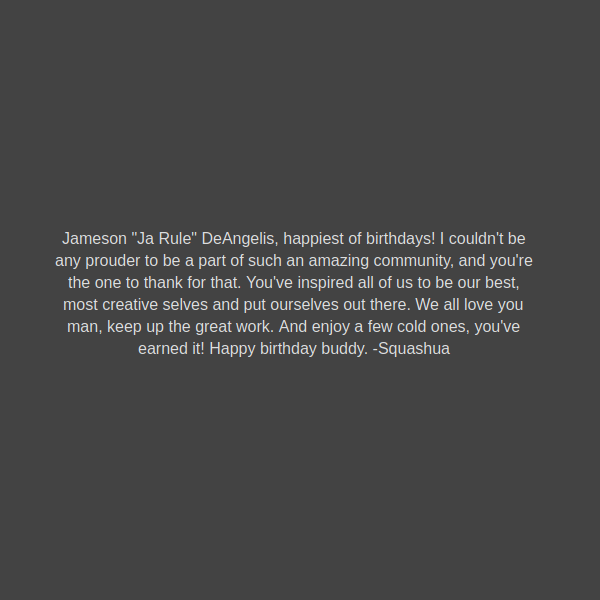 Jameson "Ja Rule" DeAngelis, happiest of birthdays! I couldn't be
any prouder to be a part of such an amazing community, and you're
the one to thank for that. You've inspired all of us to be our best,
most creative selves and put ourselves out there. We all love you
man, keep up the great work. And enjoy a few cold ones, you've
earned it! Happy birthday buddy. -Squashua